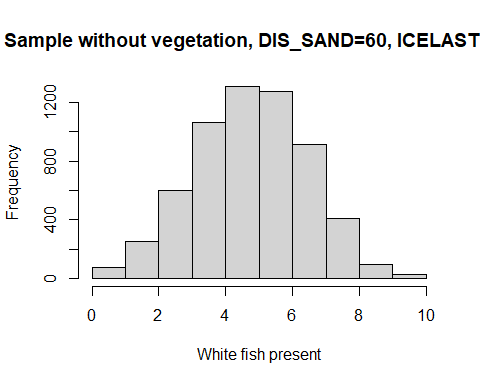 Sample without vegetation, DIS_SAND=60, ICELAST
Frequency
1200
800
400
0
0 2 4 6 8 10
White fish present